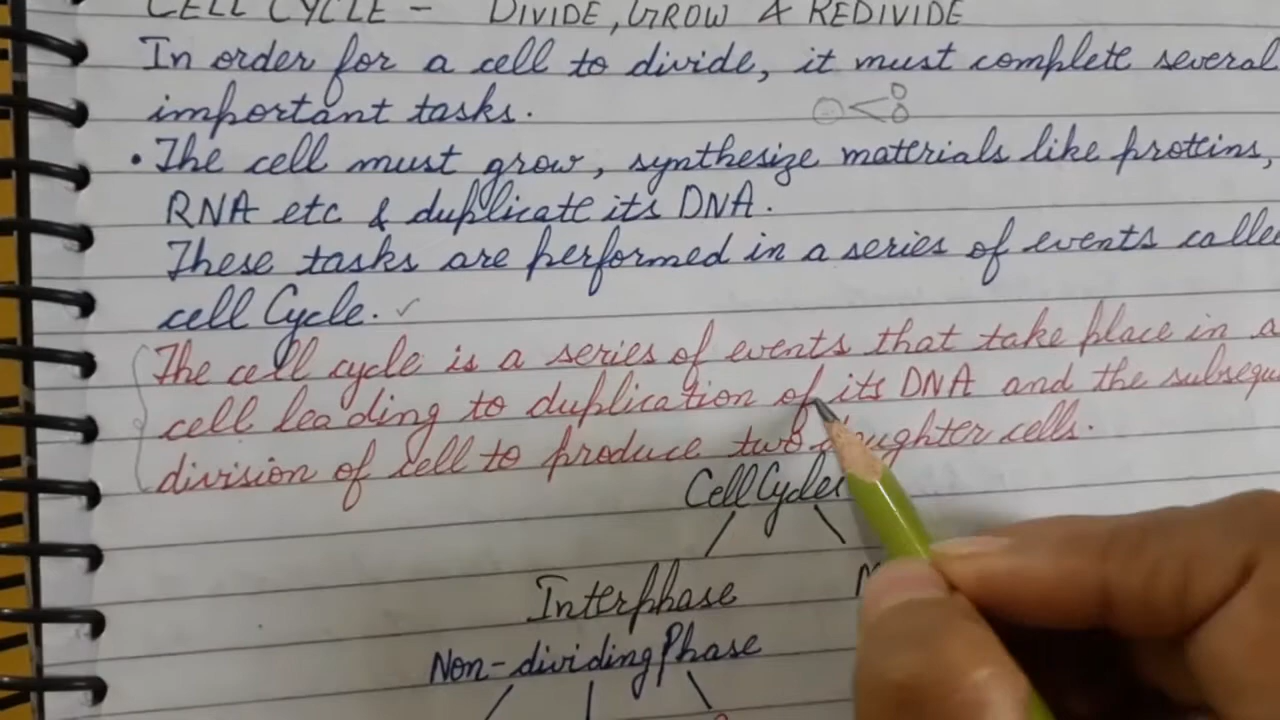 CELL CYCLE - DIVIDE, GROW & REDIVIDE
In order for a cell to divide, it must complete several
important tasks.
• The cell must grow, synthesize materials like proteins,
RNA etc & duplicate its DNA.
These tasks are performed in a series of events called
cell Cycle. ✓
The cell cycle is a series of events that take place in a
cell leading to duplication of its DNA and the
division of cell to produce two daughter cells.
Cell Cycle
Interphase
Non-dividing Phase